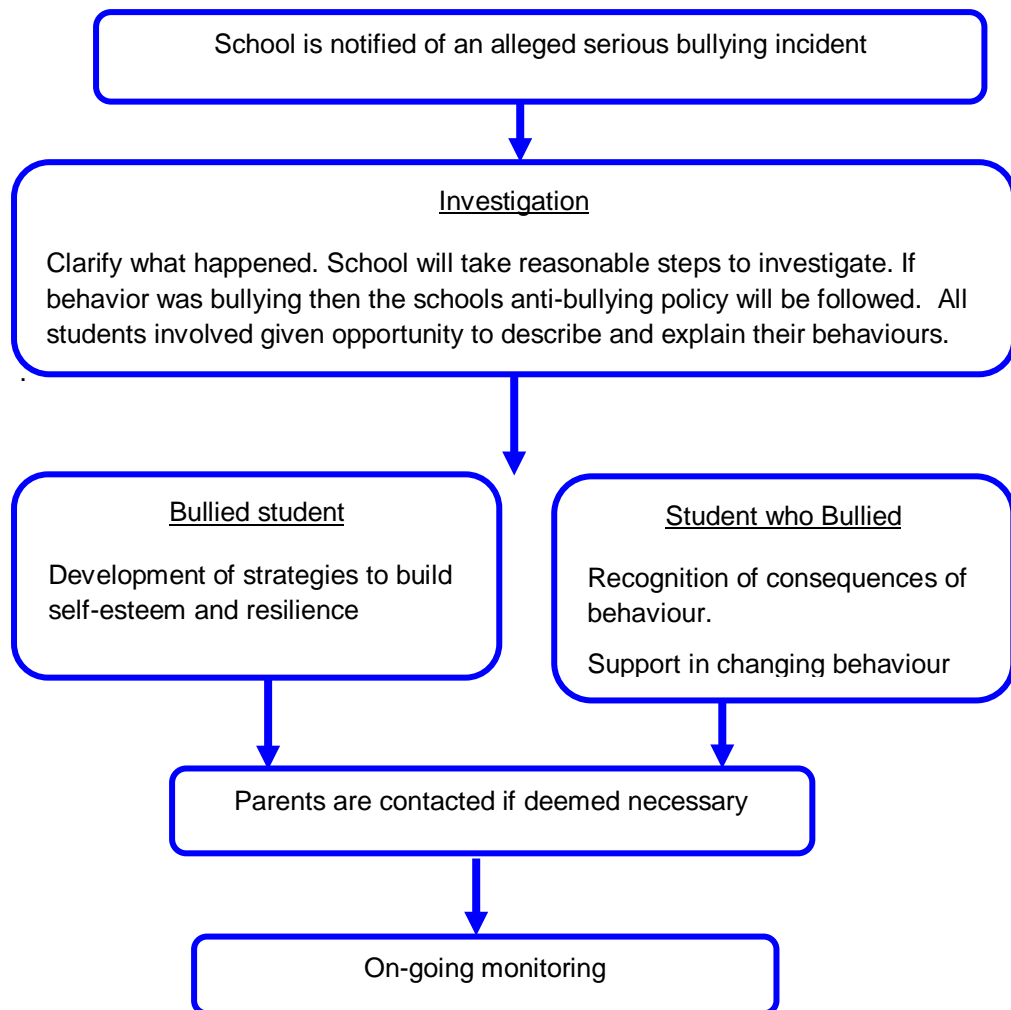 School is notified of an alleged serious bullying incident
Investigation
Clarify what happened. School will take reasonable steps to investigate. If
behavior was bullying then the schools anti-bullying policy will be followed.  All
students involved given opportunity to describe and explain their behaviours.
.
Bullied student
Development of strategies to build
self-esteem and resilience
Student who Bullied
Recognition of consequences of
behaviour.
Support in changing behaviour
Parents are contacted if deemed necessary
On-going monitoring